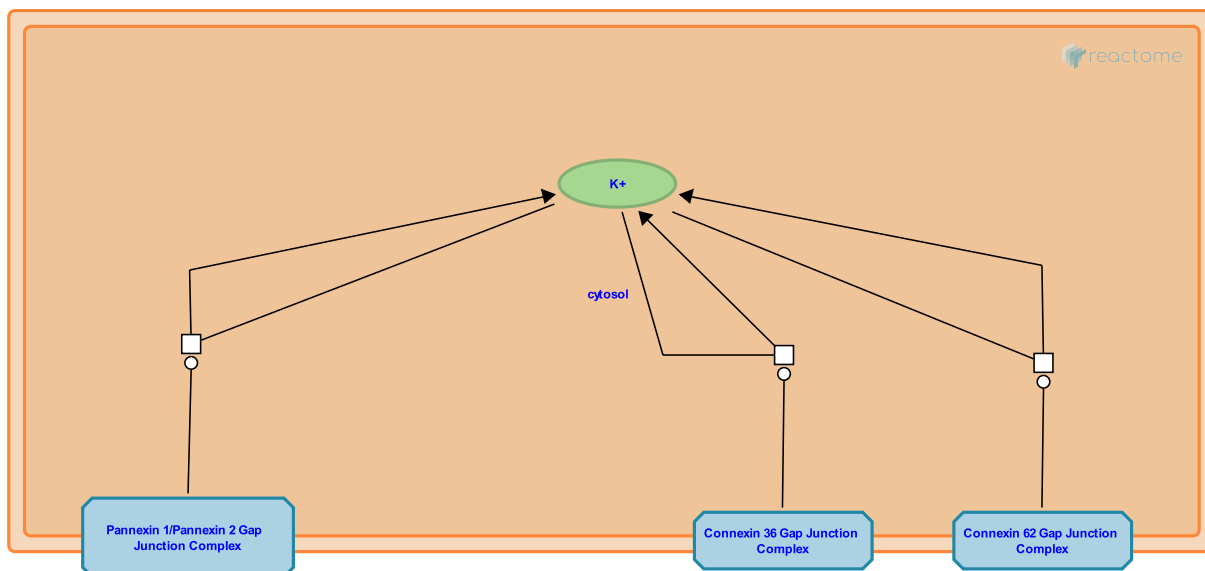 reactome
K+
cytosol
Pannexin 1/Pannexin 2 Gap
Junction Complex
Connexin 36 Gap Junction
Complex
Connexin 62 Gap Junction
Complex